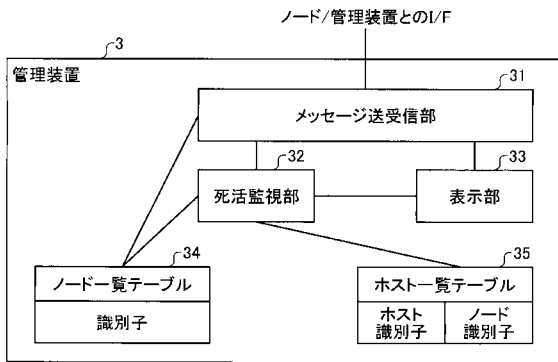 ノード/管理装置とのI/F
3
管理装置
31
メッセージ送受信部
32
死活監視部
33
表示部
34
ノード一覧テーブル
識別子
35
ホスト一覧テーブル
ホスト
識別子
ノード
識別子